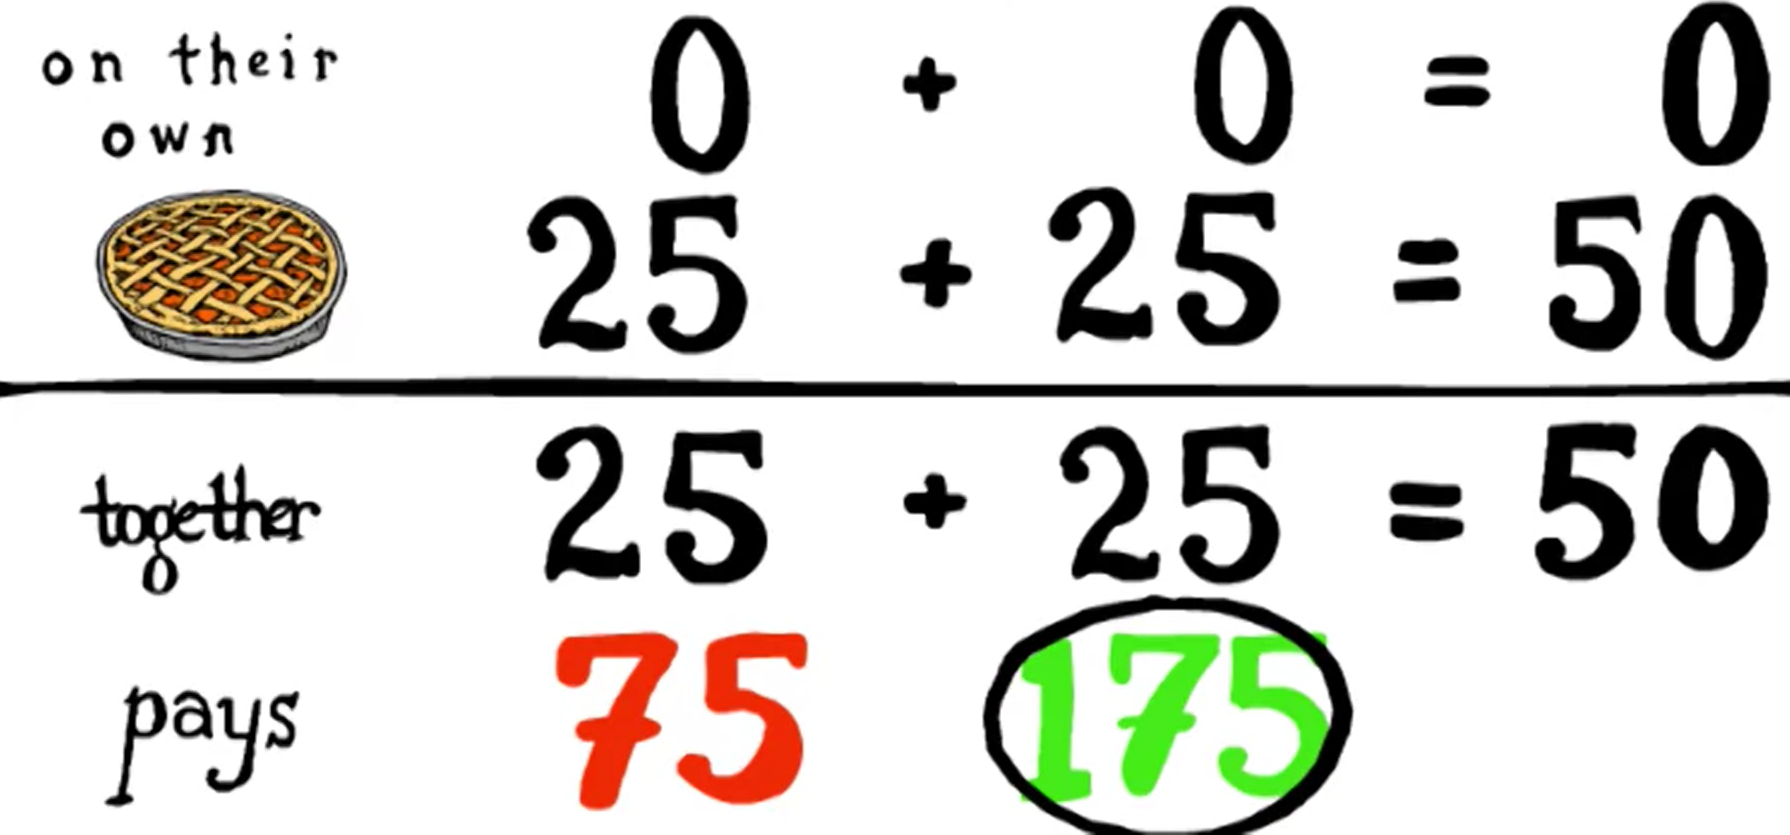 on their 0 + 0 = 0
own
25 + 25 = 50
together 25 + 25 = 50
pays 75 175